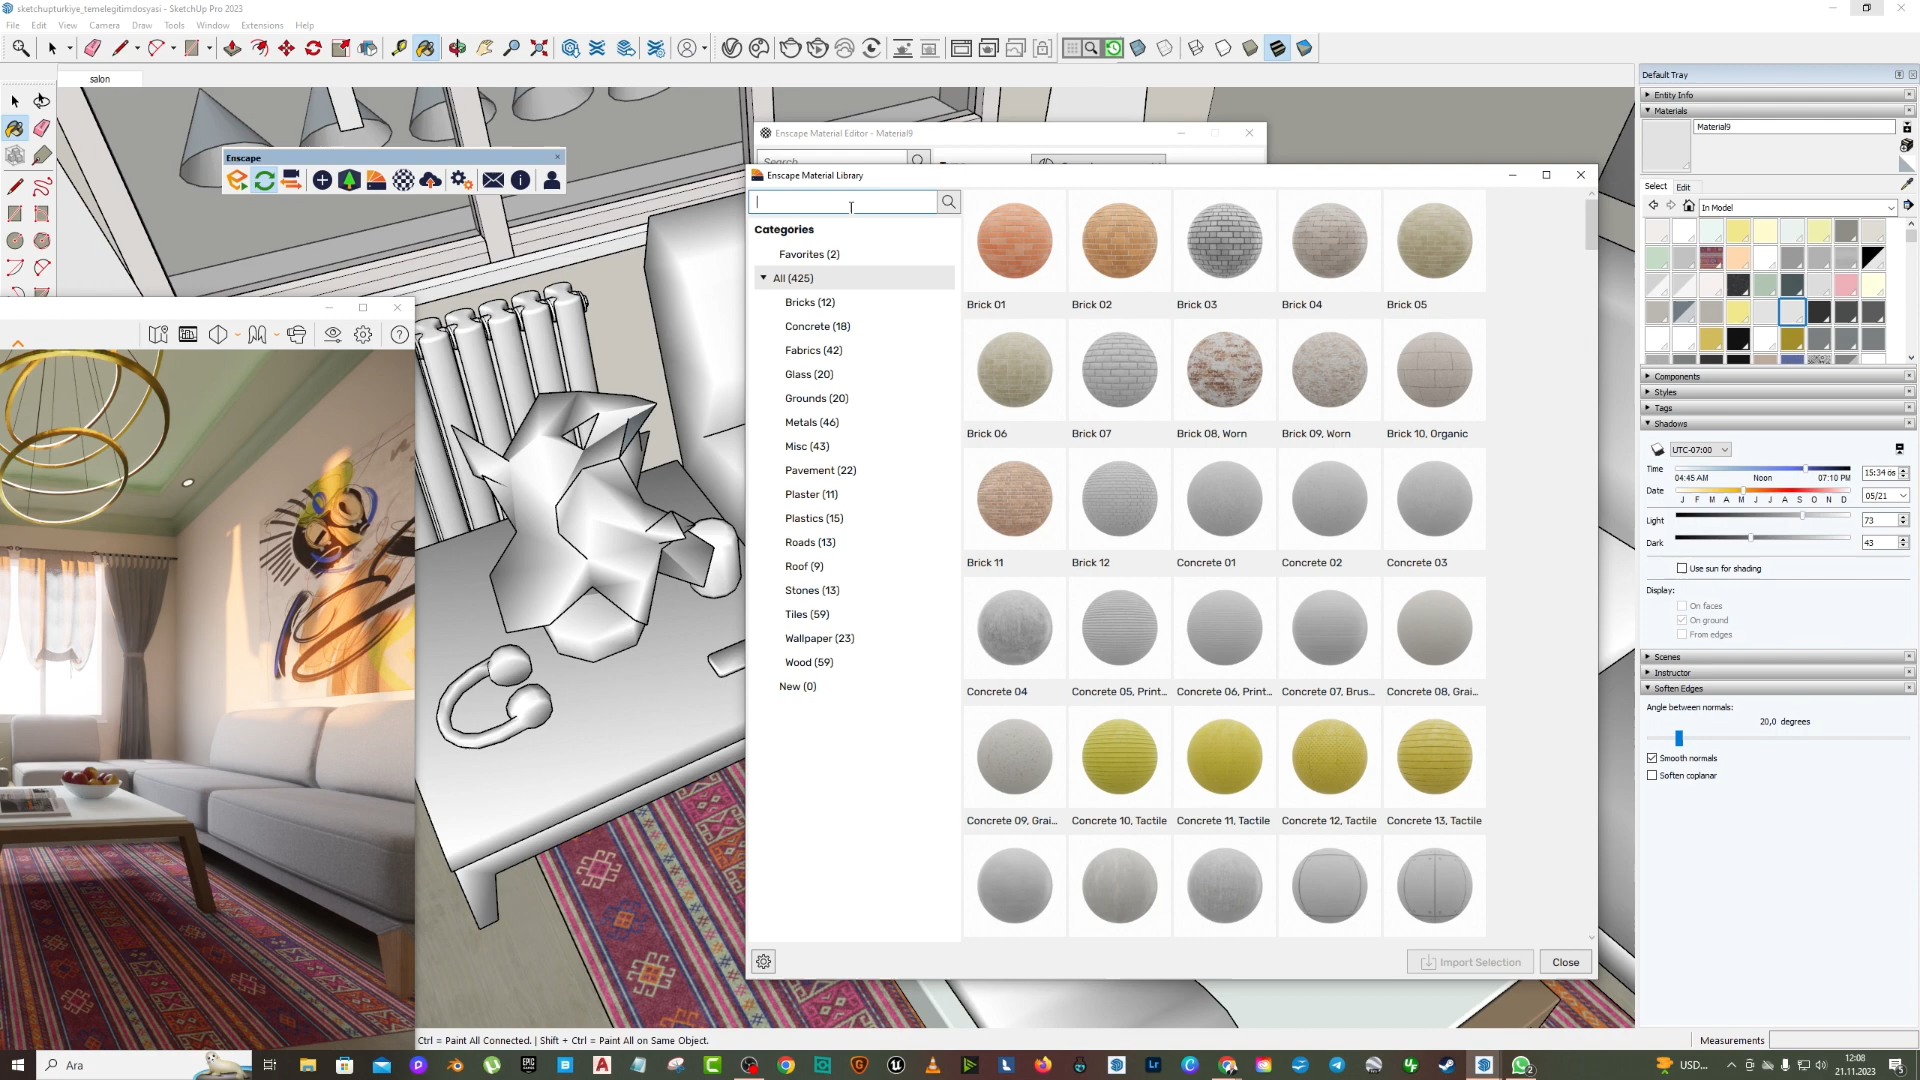 sketchupturkiye_temelegitimdosyasi - SketchUp Pro 2023
File Edit View Camera Draw Tools Window Extensions Help
salon
Default Tray
Entity Info
Materials
Material9
Select Edit
In Model
Enscape Material Editor - Material9
Search
Enscape
Enscape Material Library
Categories
Favorites (2)
All (425)
Bricks (12)
Concrete (18)
Fabrics (42)
Glass (20)
Grounds (20)
Metals (46)
Misc (43)
Pavement (22)
Plaster (11)
Plastics (15)
Roads (13)
Roof (9)
Stones (13)
Tiles (59)
Wallpaper (23)
Wood (59)
New (0)
Brick 01 Brick 02 Brick 03 Brick 04 Brick 05
Brick 06 Brick 07 Brick 08, Worn Brick 09, Worn Brick 10, Organic
Brick 11 Brick 12 Concrete 01 Concrete 02 Concrete 03
Concrete 04 Concrete 05, Print... Concrete 06, Print... Concrete 07, Brus... Concrete 08, Grai...
Concrete 09, Grai... Concrete 10, Tactile Concrete 11, Tactile Concrete 12, Tactile Concrete 13, Tactile
Import Selection Close
Components
Styles
Tags
Shadows
UTC-07:00
Time 15:34 ös
04:45 AM Noon 07:10 PM
Date 05/21
J F M A M J J A S O N D
Light 73
Dark 43
Use sun for shading
Display:
On faces
On ground
From edges
Scenes
Instructor
Soften Edges
Angle between normals:
20,0 degrees
Smooth normals
Soften coplanar
Ctrl = Paint All Connected. | Shift + Ctrl = Paint All on Same Object.
Measurements
Ara
USD...
12:08
21.11.2023